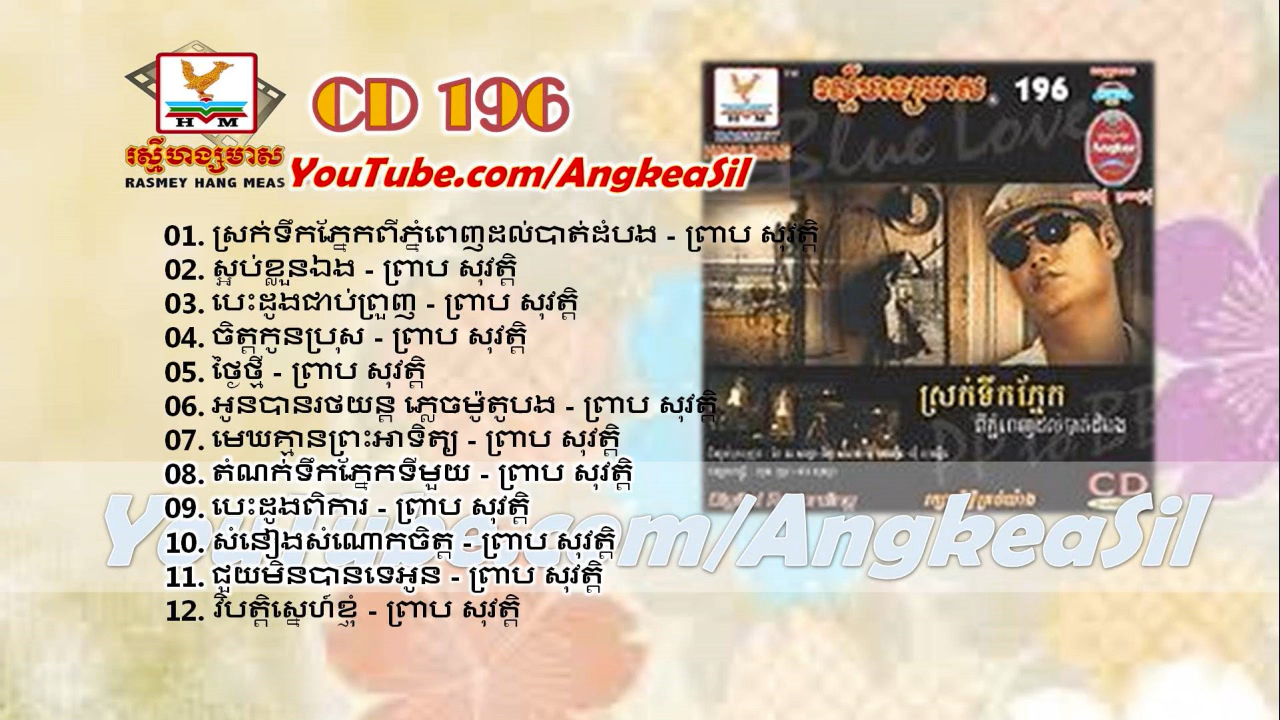 CD 196
H M
រស្មីហង្សមាស
RASMEY HANG MEAS
YouTube.com/AngkeaSil
01. ស្រក់ទឹកភ្នែកពីភ្នំពេញដល់បាត់ដំបង - ព្រាប សុវត្ថិ
02. ស្អប់ខ្លួនឯង - ព្រាប សុវត្ថិ
03. បេះដូងជាប់ព្រួញ - ព្រាប សុវត្ថិ
04. ចិត្តកូនប្រុស - ព្រាប សុវត្ថិ
05. ថ្ងៃថ្មី - ព្រាប សុវត្ថិ
06. អូនបានរថយន្ត ភ្លេចម៉ូតូបង - ព្រាប សុវត្ថិ
07. មេឃគ្មានព្រះអាទិត្យ - ព្រាប សុវត្ថិ
08. តំណក់ទឹកភ្នែកទីមួយ - ព្រាប សុវត្ថិ
09. បេះដូងពិការ - ព្រាប សុវត្ថិ
10. សំនៀងសំណោកចិត្ត - ព្រាប សុវត្ថិ
11. ជួយមិនបានទេអូន - ព្រាប សុវត្ថិ
12. វិបត្តិស្នេហ៍ខ្ញុំ - ព្រាប សុវត្ថិ
YouTube.com/AngkeaSil
រស្មីហង្សមាស 196
H M
Blue Love
Angkor
ស្រក់ទឹកភ្នែក
ពីភ្នំពេញដល់បាត់ដំបង
CD